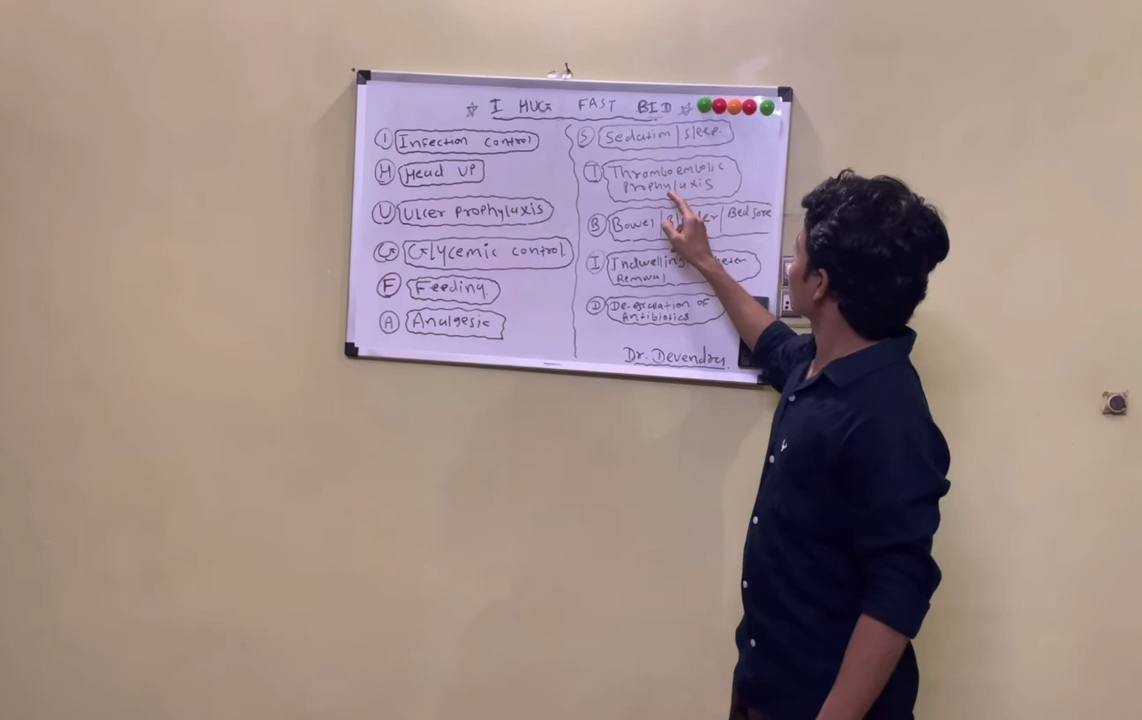 I HUG FAST BID
I Infection control
H Head UP
U Ulcer Prophylaxis
G Glycemic control
F Feeding
A Analgesic
S Sedation | Sleep
T Thromboembolic
Prophylaxis
B Bowel | | Bed Sore
I Indwelling
Removal
D De-escalation of
Antibiotics
Dr. Devendra